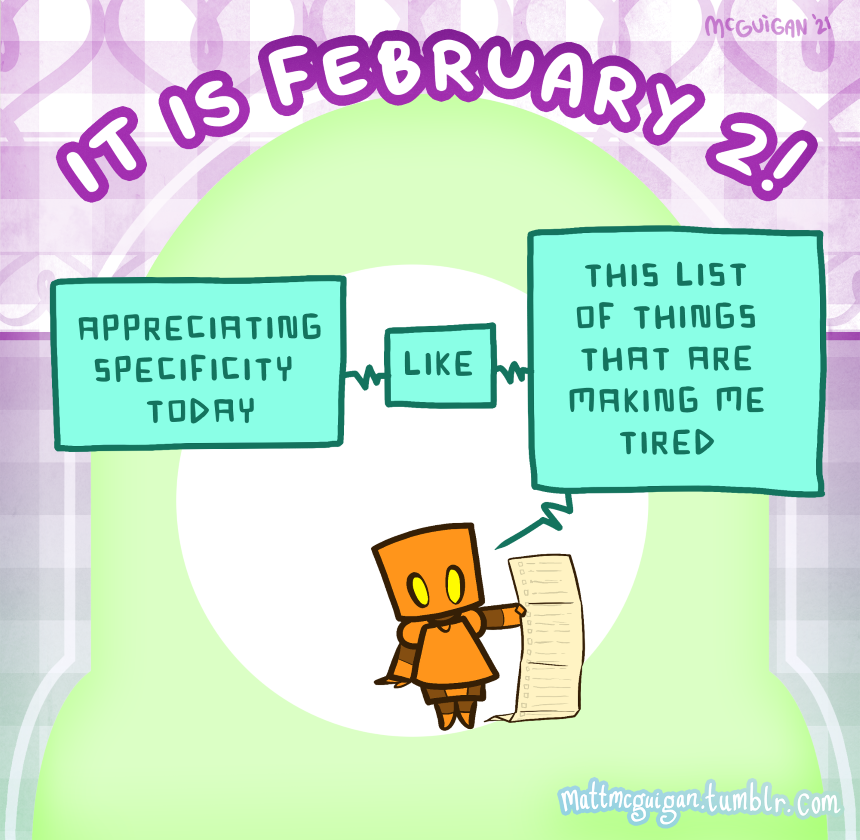 McGUiGAN '21
IT IS FEBRUARY 2!
APPRECIATING
SPECIFICITY
TODAY
LIKE
THIS LIST
OF THINGS
THAT ARE
MAKING ME
TIRED
mattmcguigan.tumblr.com